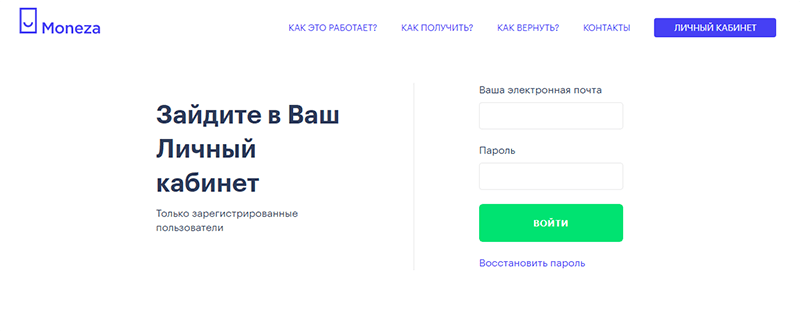 Moneza
КАК ЭТО РАБОТАЕТ?
КАК ПОЛУЧИТЬ?
КАК ВЕРНУТЬ?
КОНТАКТЫ
ЛИЧНЫЙ КАБИНЕТ
Зайдите в Ваш
Личный
кабинет
Только зарегистрированные
пользователи
Ваша электронная почта
Пароль
ВОЙТИ
Восстановить пароль